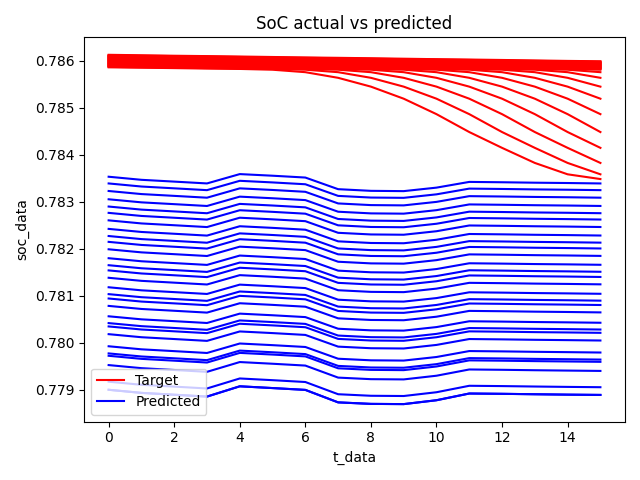 SoC actual vs predicted
soc_data
0.786
0.785
0.784
0.783
0.782
0.781
0.780
0.779
Target
Predicted
0 2 4 6 8 10 12 14
t_data